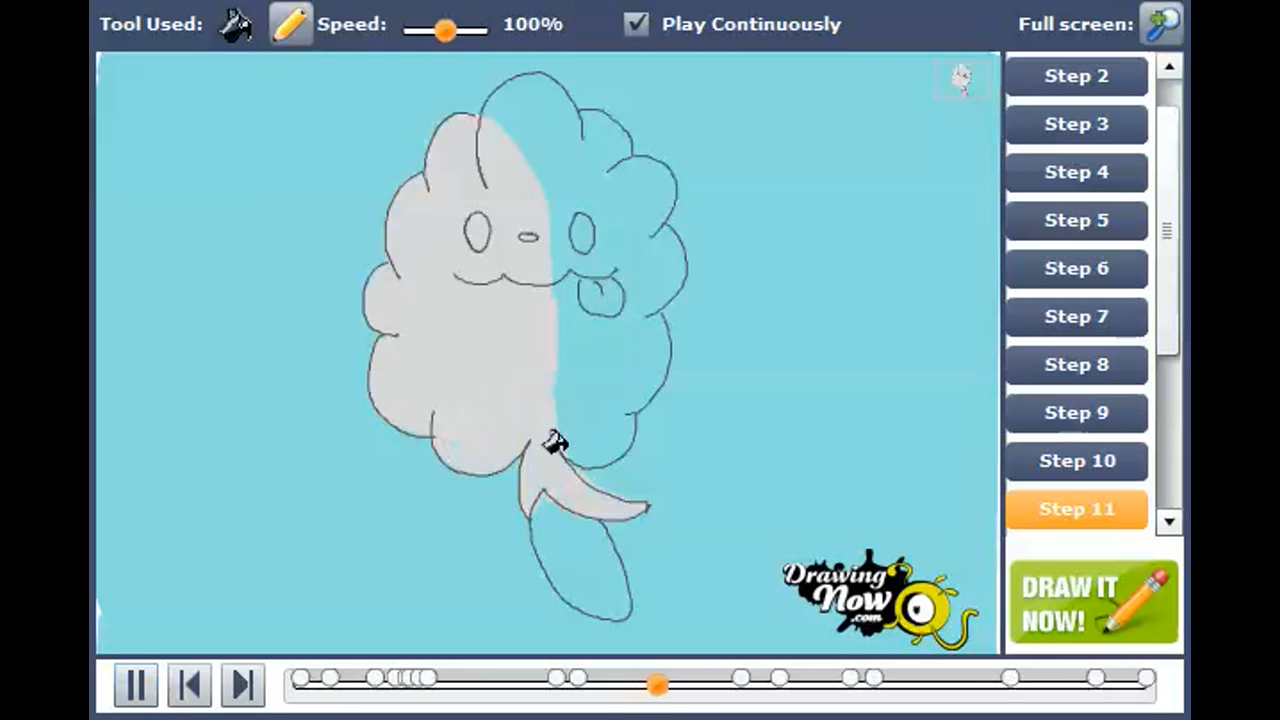 Tool Used:
Speed:
100%
Play Continuously
Full screen:
Step 2
Step 3
Step 4
Step 5
Step 6
Step 7
Step 8
Step 9
Step 10
Step 11
Drawing
Now
.com
DRAW IT
NOW!